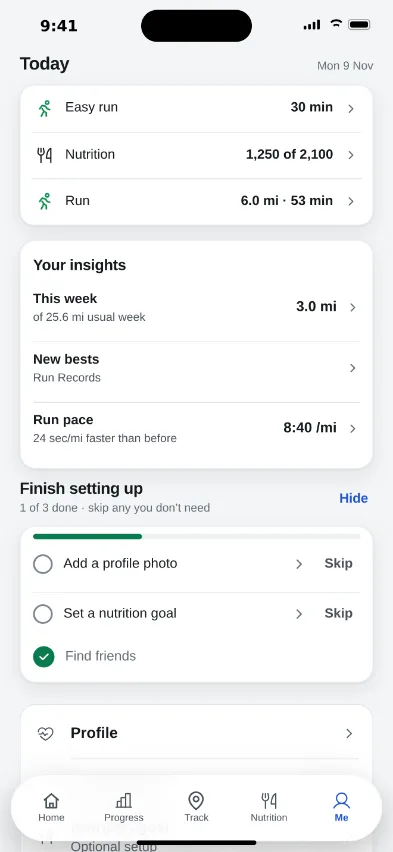 9:41
Today
Mon 9 Nov
Easy run
30 min
Nutrition
1,250 of 2,100
Run
6.0 mi · 53 min
Your insights
This week
of 25.6 mi usual week
3.0 mi
New bests
Run Records
Run pace
24 sec/mi faster than before
8:40 /mi
Finish setting up
1 of 3 done · skip any you don't need
Hide
Add a profile photo
Skip
Set a nutrition goal
Skip
Find friends
Profile
Home
Progress
Track
Nutrition
Me
Optional setup